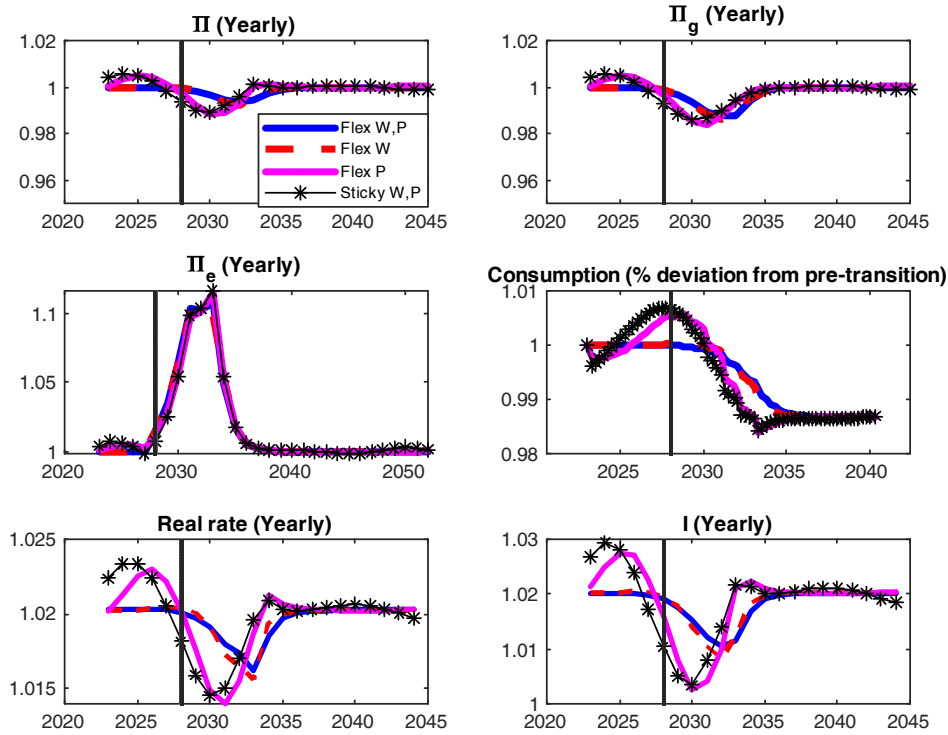 Π (Yearly)
1.02
1
0.98
0.96
2020 2025 2030 2035 2040 2045
Flex W,P
Flex W
Flex P
Sticky W,P
Π_g (Yearly)
1.02
1
0.98
0.96
2020 2025 2030 2035 2040 2045
Π_e (Yearly)
1.1
1.05
1
2020 2030 2040 2050
Consumption (% deviation from pre-transition)
1.01
1
0.99
0.98
2025 2030 2035 2040
Real rate (Yearly)
1.025
1.02
1.015
2020 2025 2030 2035 2040 2045
I (Yearly)
1.03
1.02
1.01
1
2020 2025 2030 2035 2040 2045